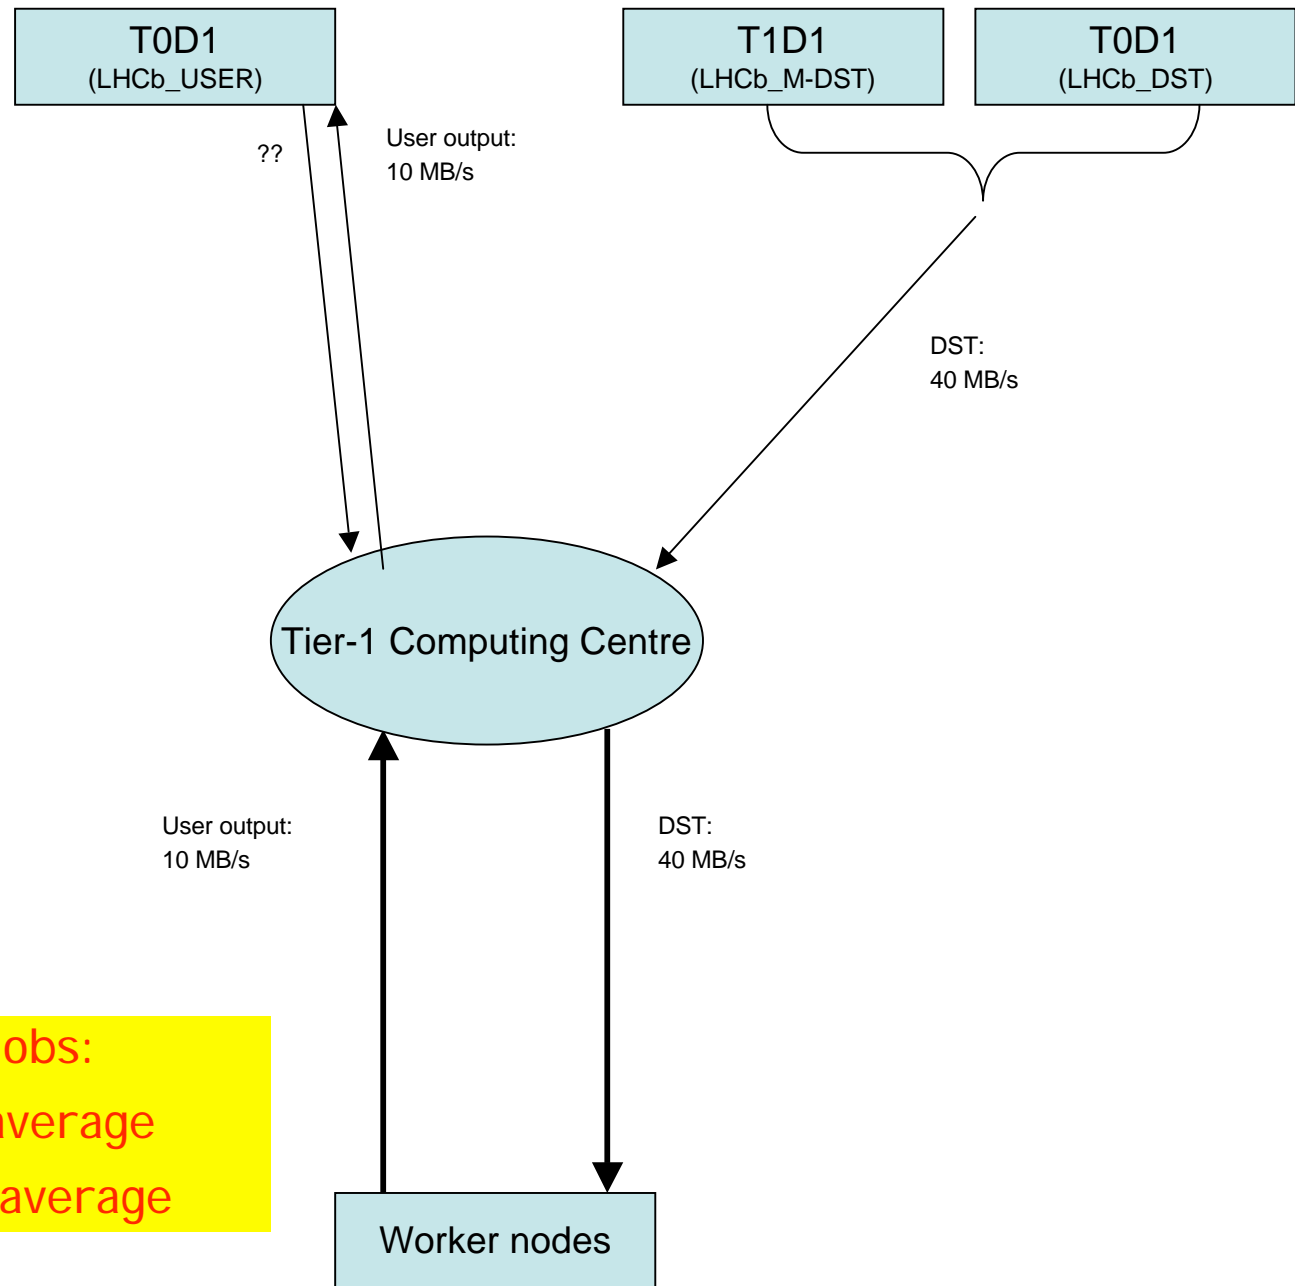 T0D1
(LHCb_USER)
T1D1
(LHCb_M-DST)
T0D1
(LHCb_DST)
??
User output:
10 MB/s
DST:
40 MB/s
Tier-1 Computing Centre
User output:
10 MB/s
DST:
40 MB/s
obs:
average
average
Worker nodes